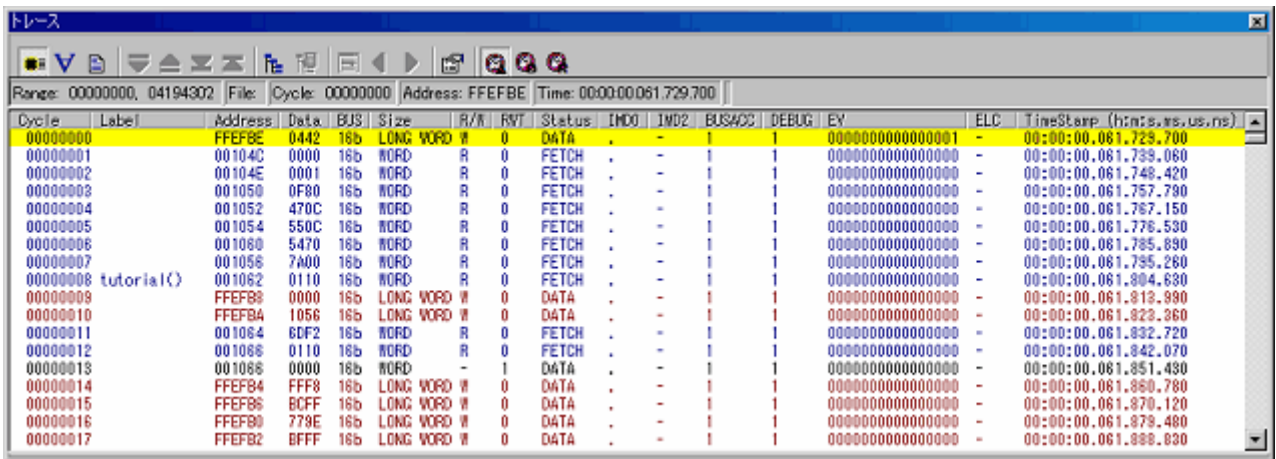 トレース
Range: 00000000, 04194302 File: Cycle: 00000000 Address: FFEFBE Time: 00:00:00.061.729.700
Cycle Label Address Data BUS Size R/W RWT Status IMD0 IMD2 BUSACC DEBUG EV ELC TimeStamp (h:m:s.ms.us.ns)
00000000 FFEFBE 0442 16b LONG WORD W 0 DATA . - 1 1 0000000000000001 - 00:00:00.061.729.700
00000001 00104C 0000 16b WORD R 0 FETCH . - 1 1 0000000000000000 - 00:00:00.061.739.060
00000002 00104E 0001 16b WORD R 0 FETCH . - 1 1 0000000000000000 - 00:00:00.061.748.420
00000003 001050 0F80 16b WORD R 0 FETCH . - 1 1 0000000000000000 - 00:00:00.061.757.790
00000004 001052 470C 16b WORD R 0 FETCH . - 1 1 0000000000000000 - 00:00:00.061.767.150
00000005 001054 550C 16b WORD R 0 FETCH . - 1 1 0000000000000000 - 00:00:00.061.776.530
00000006 001060 5470 16b WORD R 0 FETCH . - 1 1 0000000000000000 - 00:00:00.061.785.890
00000007 001056 7A00 16b WORD R 0 FETCH . - 1 1 0000000000000000 - 00:00:00.061.795.260
00000008 tutorial() 001062 0110 16b WORD R 0 FETCH . - 1 1 0000000000000000 - 00:00:00.061.804.630
00000009 FFEFB8 0000 16b LONG WORD W 0 DATA . - 1 1 0000000000000000 - 00:00:00.061.813.990
00000010 FFEFBA 1056 16b LONG WORD W 0 DATA . - 1 1 0000000000000000 - 00:00:00.061.823.360
00000011 001064 6DF2 16b WORD R 0 FETCH . - 1 1 0000000000000000 - 00:00:00.061.832.720
00000012 001066 0110 16b WORD R 0 FETCH . - 1 1 0000000000000000 - 00:00:00.061.842.070
00000013 001066 0000 16b WORD - 1 DATA . - 1 1 0000000000000000 - 00:00:00.061.851.430
00000014 FFEFB4 FFF8 16b LONG WORD W 0 DATA . - 1 1 0000000000000000 - 00:00:00.061.860.780
00000015 FFEFB6 BCFF 16b LONG WORD W 0 DATA . - 1 1 0000000000000000 - 00:00:00.061.870.120
00000016 FFEFB0 779E 16b LONG WORD W 0 DATA . - 1 1 0000000000000000 - 00:00:00.061.879.480
00000017 FFEFB2 BFFF 16b LONG WORD W 0 DATA . - 1 1 0000000000000000 - 00:00:00.061.888.830